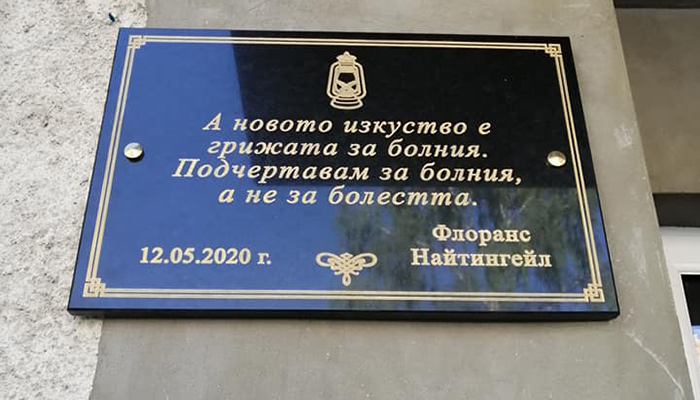 А новото изкуство е
грижата за болния.
Подчертавам за болния,
а не за болестта.
Флоранс
12.05.2020 г. Найтингейл